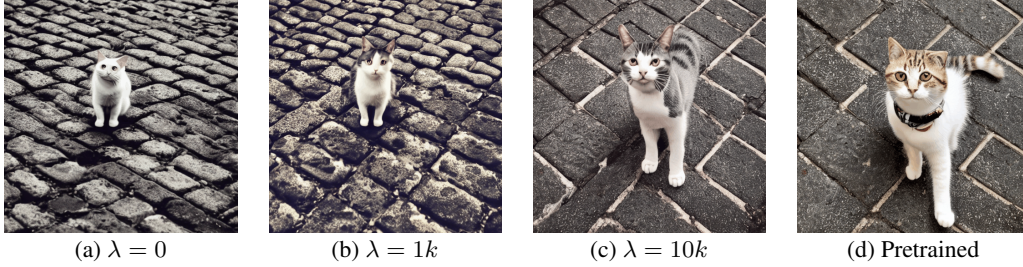 (a) λ = 0
(b) λ = 1k
(c) λ = 10k
(d) Pretrained